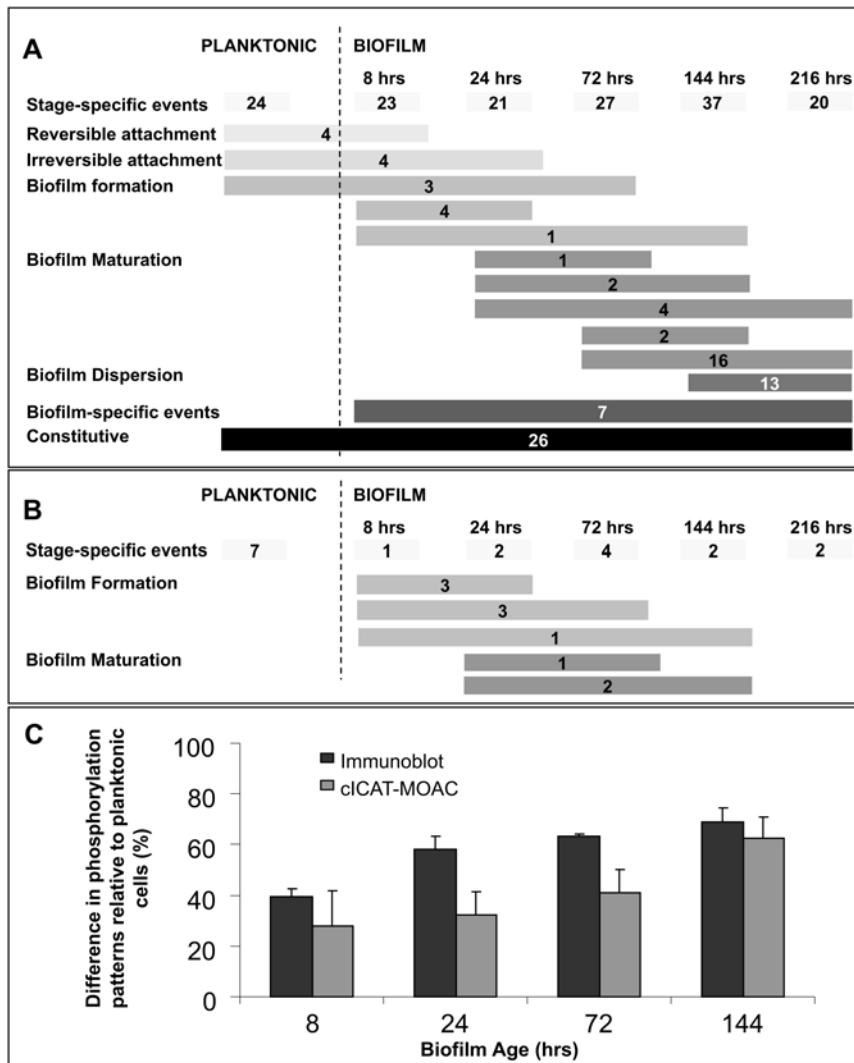 A
PLANKTONIC BIOFILM
8 hrs 24 hrs 72 hrs 144 hrs 216 hrs
Stage-specific events 24 23 21 27 37 20
Reversible attachment 4
Irreversible attachment 4
Biofilm formation 3
4
1
Biofilm Maturation 1
2
4
2
16
Biofilm Dispersion 13
Biofilm-specific events 7
Constitutive 26
B
PLANKTONIC BIOFILM
8 hrs 24 hrs 72 hrs 144 hrs 216 hrs
Stage-specific events 7 1 2 4 2 2
Biofilm Formation 3
3
1
Biofilm Maturation 1
2
C
Difference in phosphorylation
patterns relative to planktonic
cells (%)
100
80
60
40
20
0
Immunoblot
cICAT-MOAC
8 24 72 144
Biofilm Age (hrs)